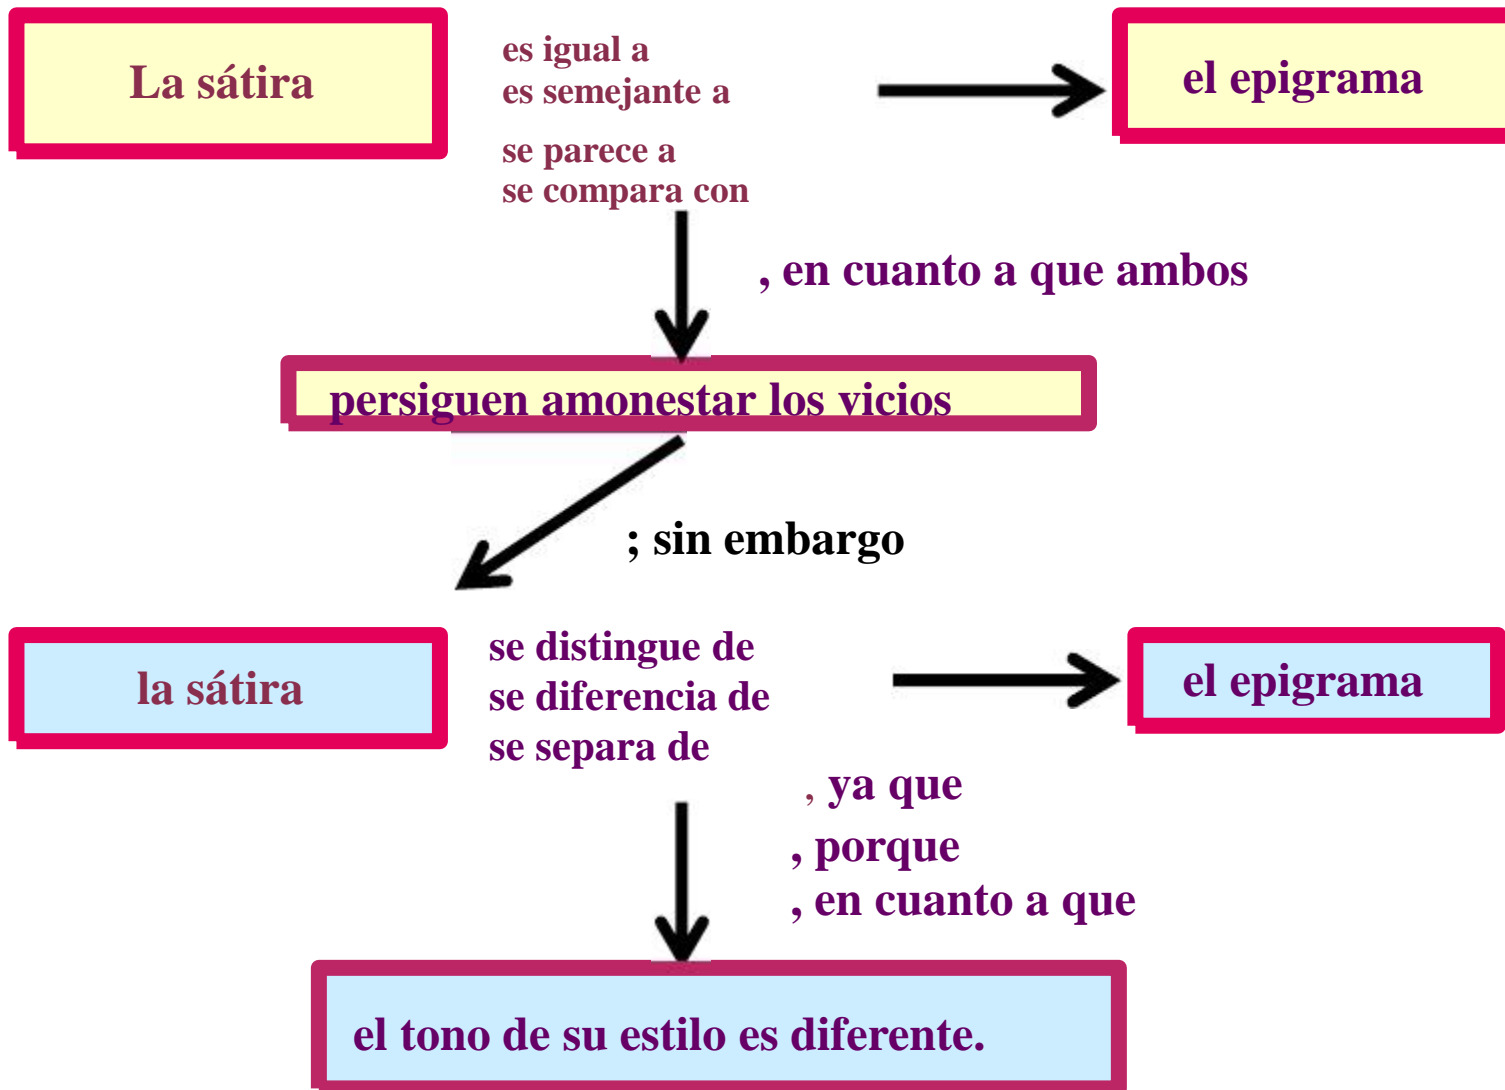 La sátira
es igual a
es semejante a
se parece a
se compara con
el epigrama
, en cuanto a que ambos
persiguen amonestar los vicios
; sin embargo
la sátira
se distingue de
se diferencia de
se separa de
el epigrama
, ya que
, porque
, en cuanto a que
el tono de su estilo es diferente.